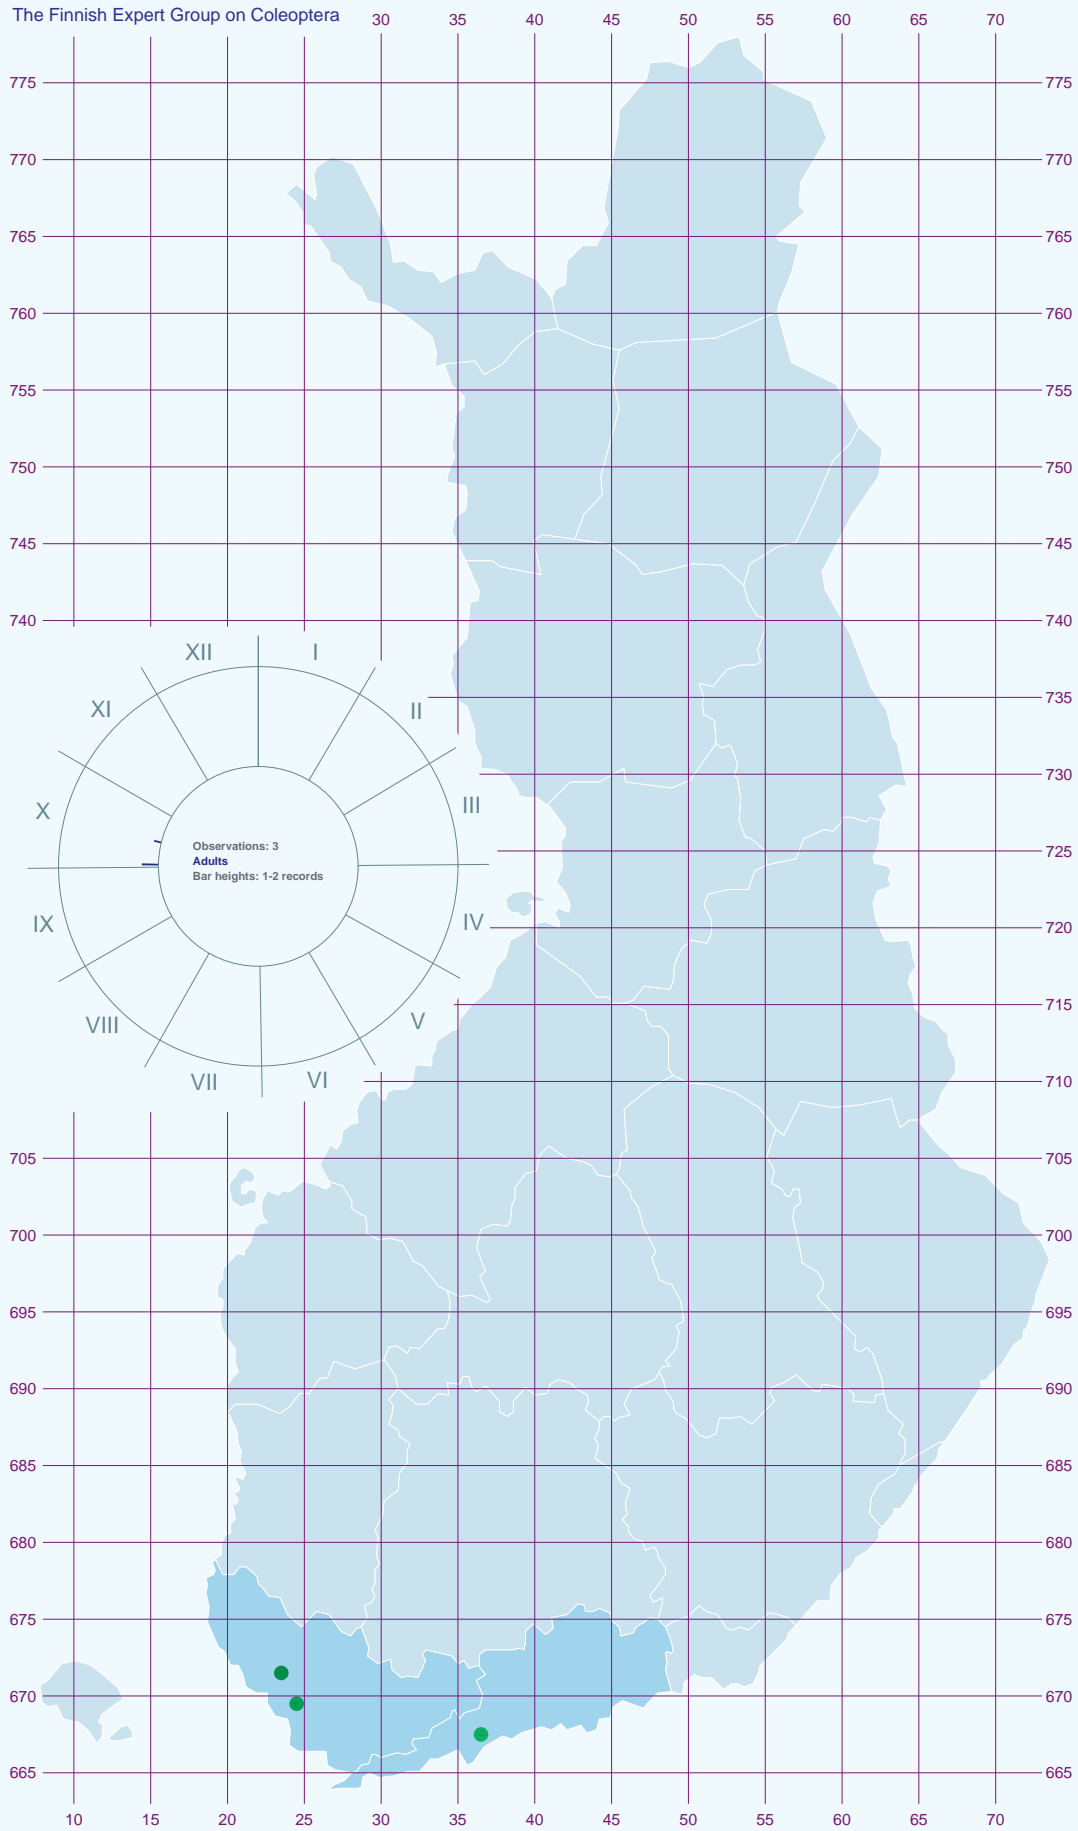 The Finnish Expert Group on Coleoptera 30 35 40 45 50 55 60 65 70
775 775
770 770
765 765
760 760
755 755
750 750
745 745
740 740
XII I
XI II
735
730
X III
Observations: 3
Adults
Bar heights: 1-2 records
725
IX IV
720
715
VIII V
VII VI
710
705 705
700 700
695 695
690 690
685 685
680 680
675 675
670 670
665 665
10 15 20 25 30 35 40 45 50 55 60 65 70